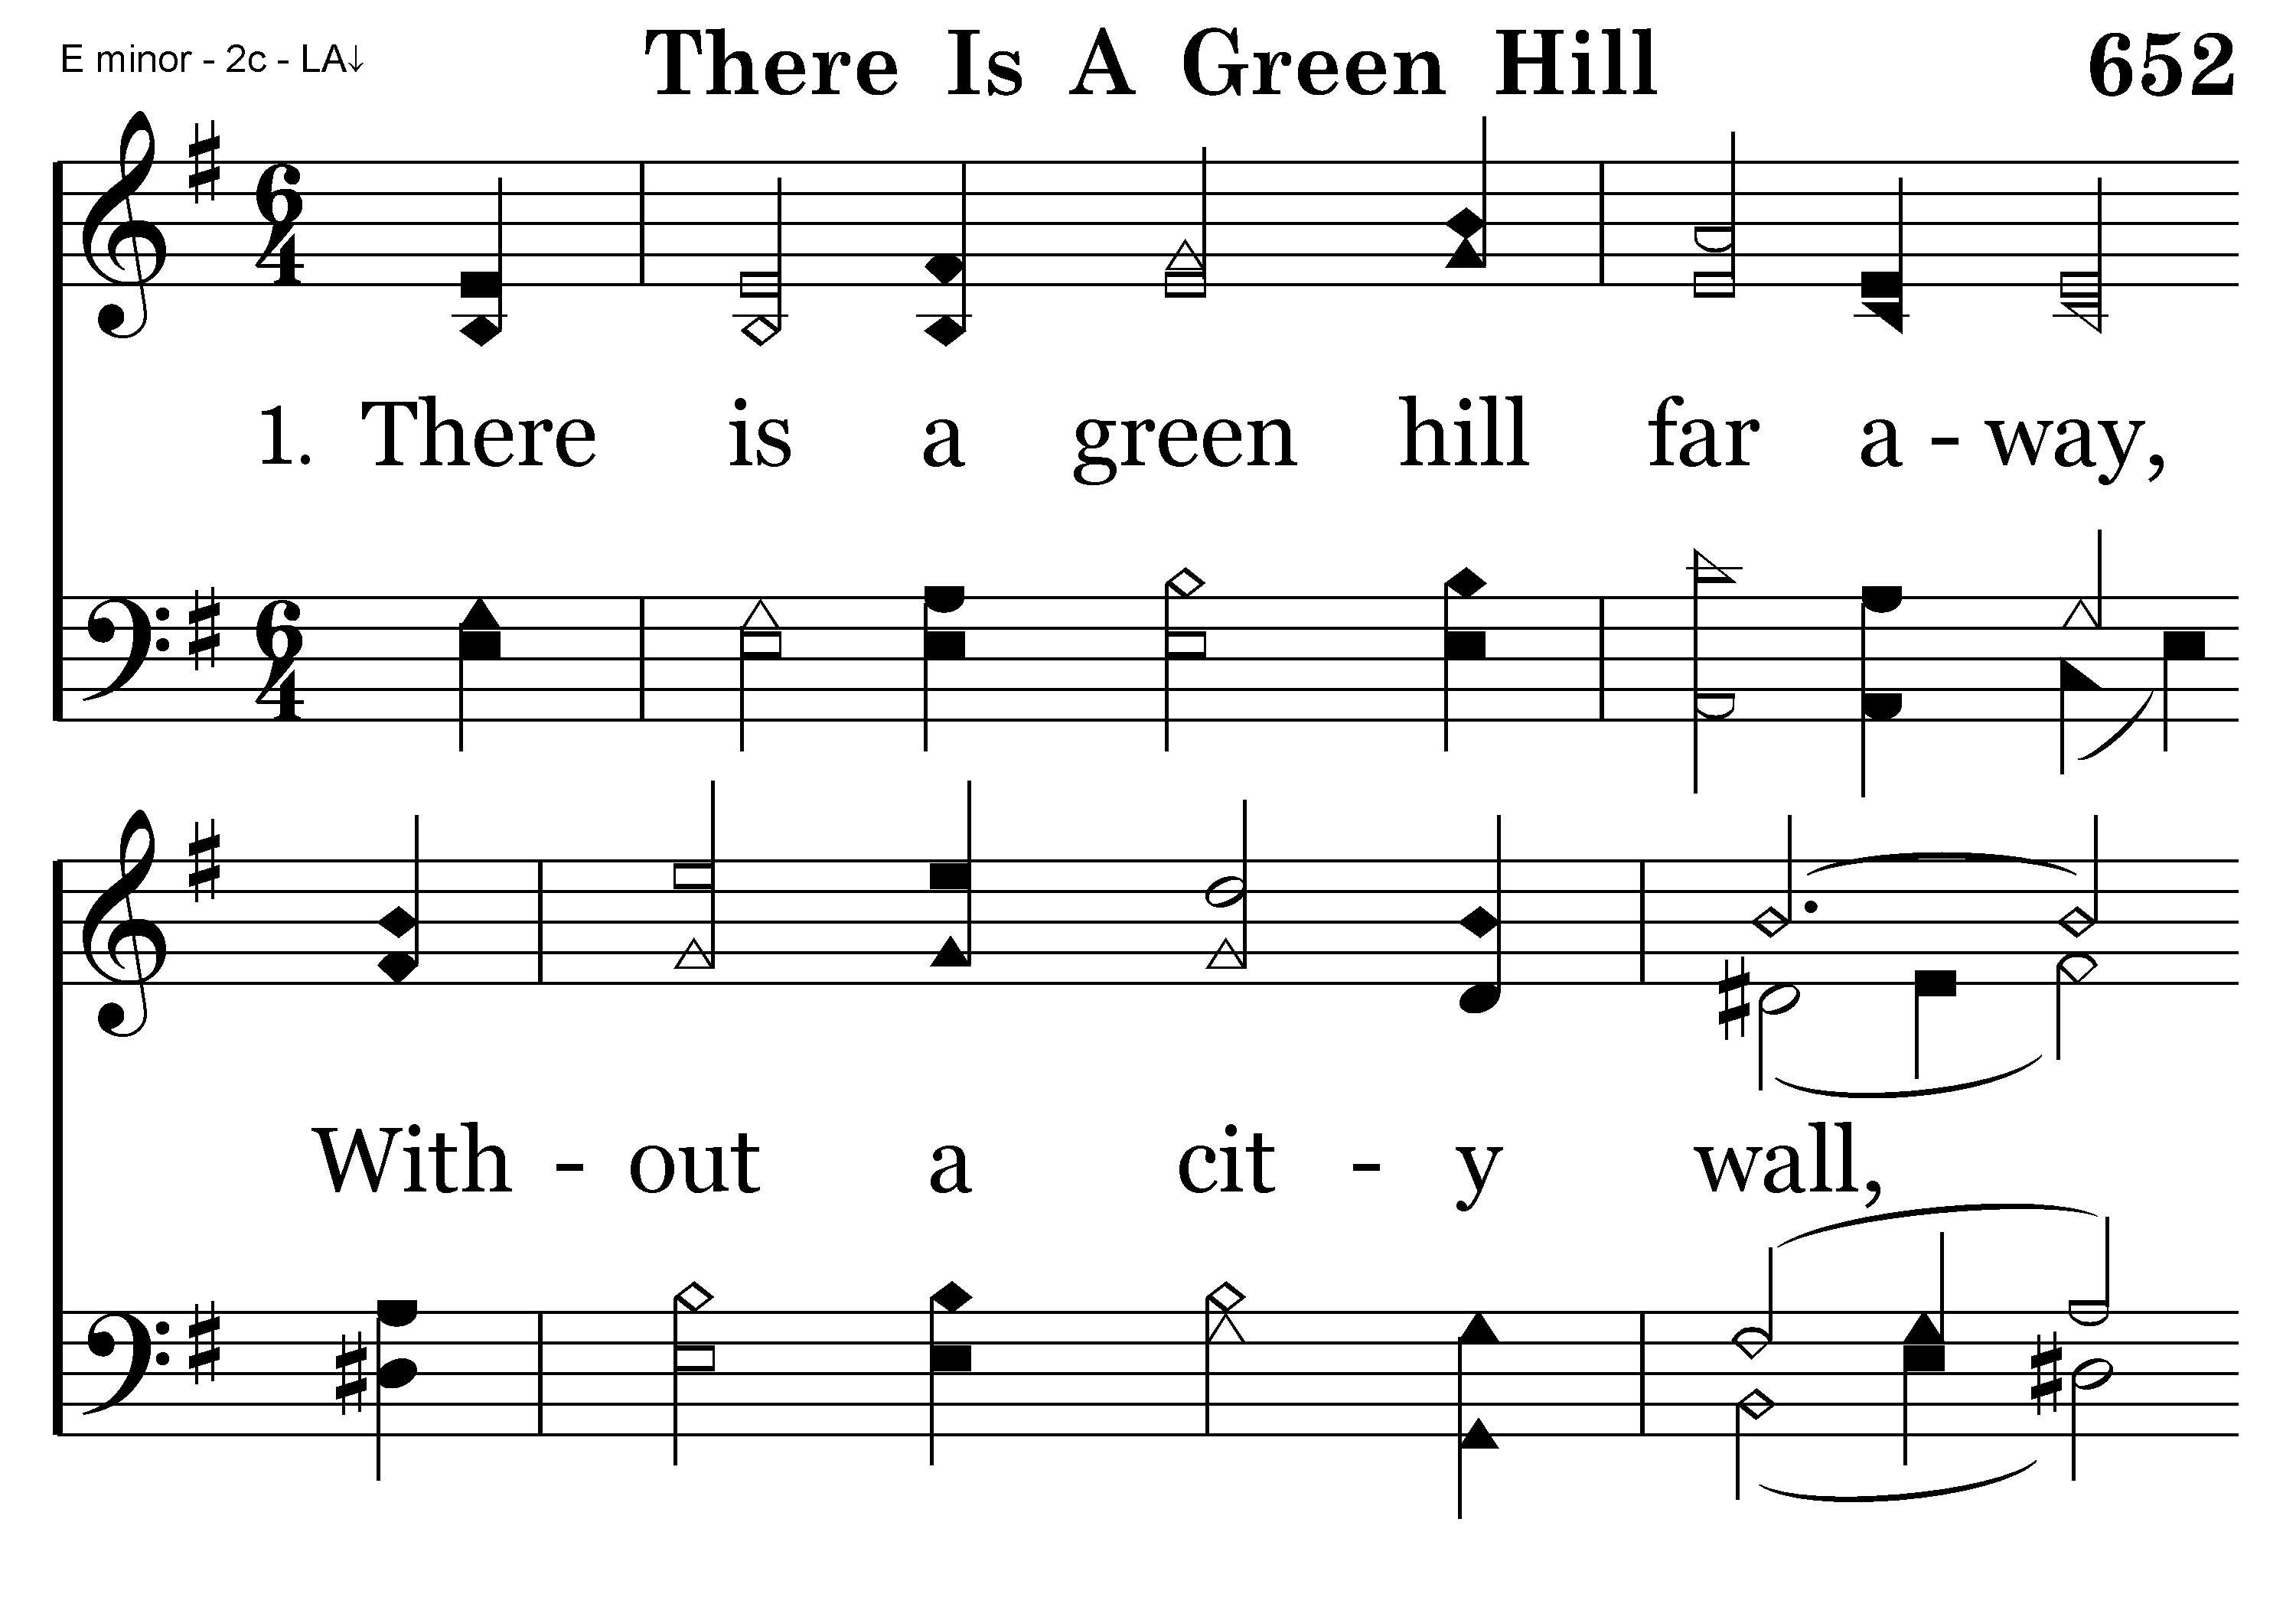 E minor - 2c - LA↓ There Is A Green Hill 652
1. There is a green hill far a - way,
With - out a cit - y wall,